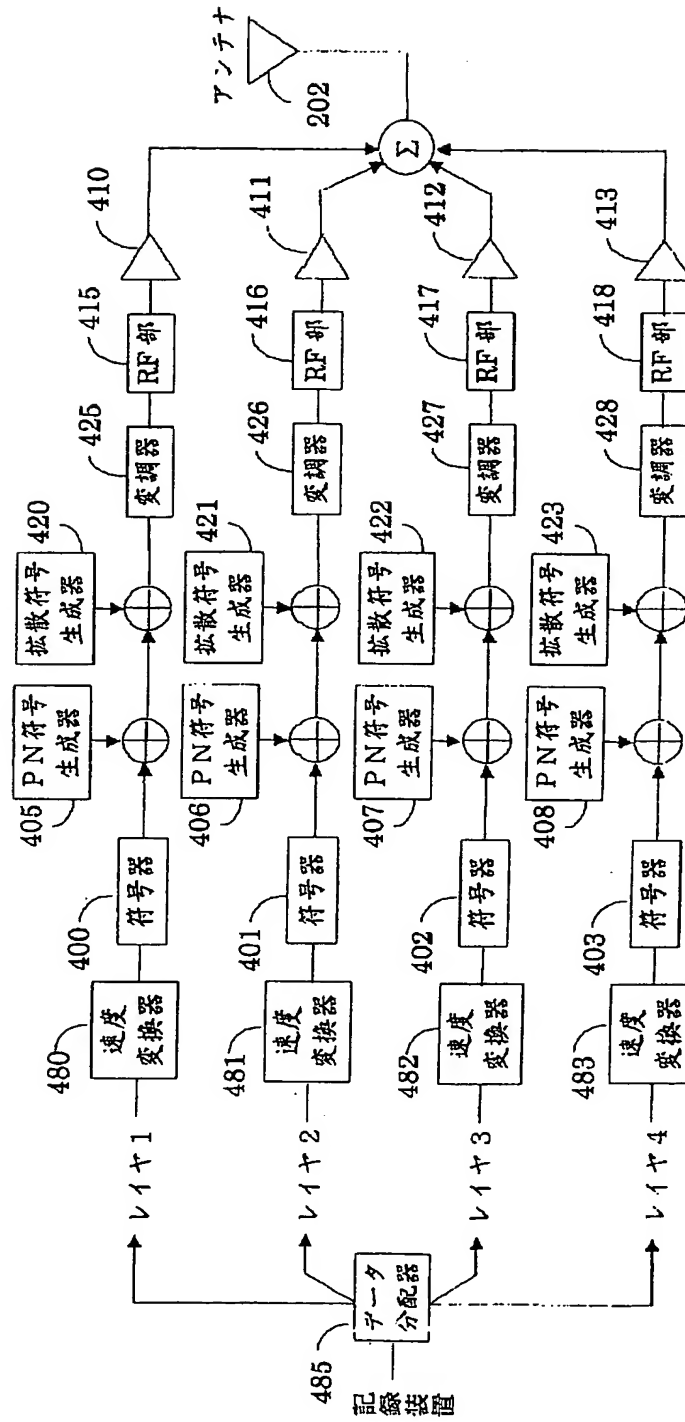 記録装置
データ
分配器
485
レイヤ1
速度
変換器
480
符号器
400
PN符号
生成器
405
拡散符号
生成器
420
変調器
425
RF部
415
410
レイヤ2
速度
変換器
481
符号器
401
PN符号
生成器
406
拡散符号
生成器
421
変調器
426
RF部
416
411
レイヤ3
速度
変換器
482
符号器
402
PN符号
生成器
407
拡散符号
生成器
422
変調器
427
RF部
417
412
レイヤ4
速度
変換器
483
符号器
403
PN符号
生成器
408
拡散符号
生成器
423
変調器
428
RF部
418
413
Σ
アンテナ
202